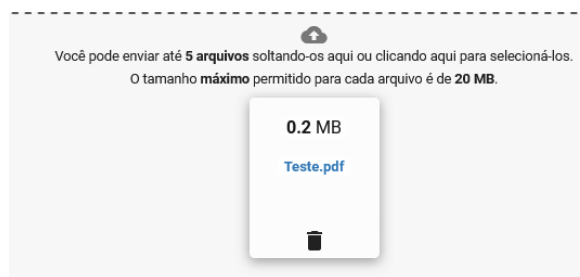 Você pode enviar até 5 arquivos soltando-os aqui ou clicando aqui para selecioná-los.
O tamanho máximo permitido para cada arquivo é de 20 MB.
0.2 MB
Teste.pdf